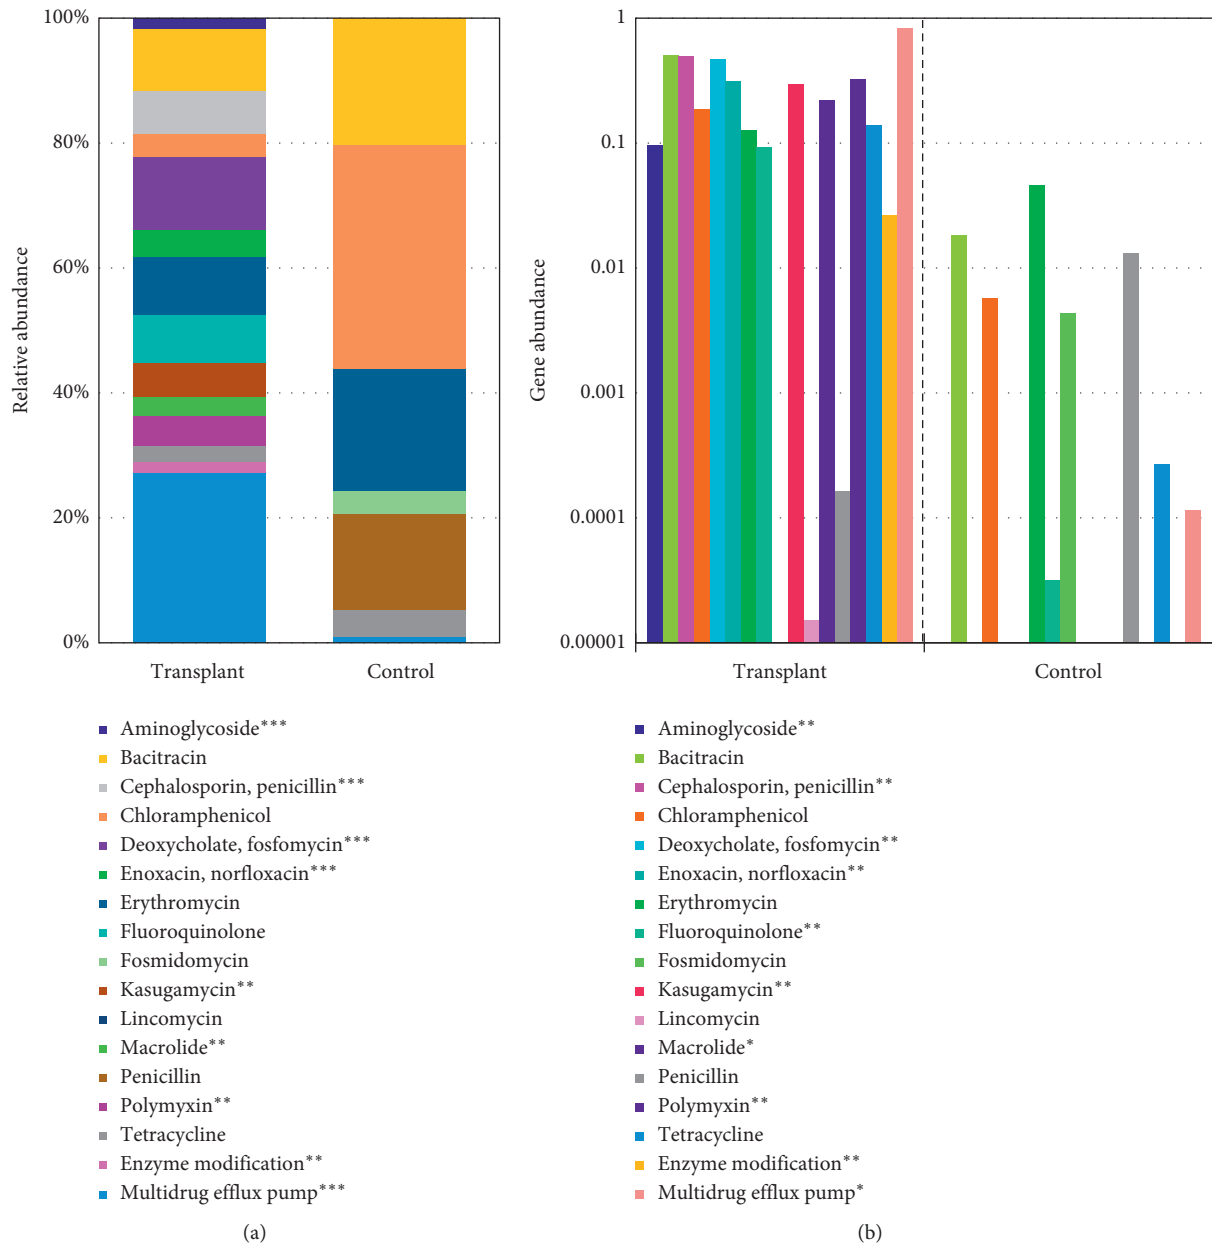 100%
80%
60%
40%
20%
0%
Relative abundance
Transplant
Control
Aminoglycoside***
Bacitracin
Cephalosporin, penicillin***
Chloramphenicol
Deoxycholate, fosfomycin***
Enoxacin, norfloxacin***
Erythromycin
Fluoroquinolone
Fosmidomycin
Kasugamycin**
Lincomycin
Macrolide**
Penicillin
Polymyxin**
Tetracycline
Enzyme modification**
Multidrug efflux pump***
(a)
1
0.1
0.01
0.001
0.0001
0.00001
Gene abundance
Transplant
Control
Aminoglycoside**
Bacitracin
Cephalosporin, penicillin**
Chloramphenicol
Deoxycholate, fosfomycin**
Enoxacin, norfloxacin**
Erythromycin
Fluoroquinolone**
Fosmidomycin
Kasugamycin**
Lincomycin
Macrolide*
Penicillin
Polymyxin**
Tetracycline
Enzyme modification**
Multidrug efflux pump*
(b)